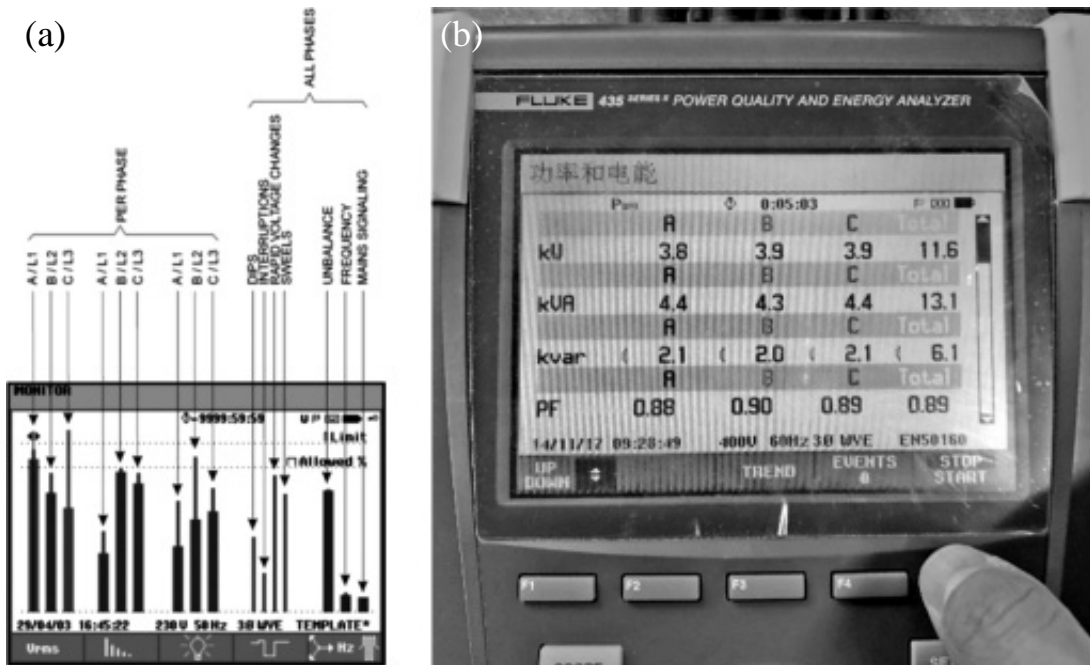 (a)
ALL PHASES
PER PHASE
A / L1
B / L2
C / L3
A / L1
B / L2
C / L3
A / L1
B / L2
C / L3
DIPS
INTERRUPTIONS
RAPID VOLTAGE CHANGES
SWEELS
UNBALANCE
FREQUENCY
MAINS SIGNALING
MONITOR
9999:59:59 U P
Limit
Allowed %
29/04/03 16:45:22 230 V 50 Hz 3Ø WYE TEMPLATE*
Vrms Hz
(b)
FLUKE 435 SERIES II POWER QUALITY AND ENERGY ANALYZER
功率和电能
0:05:03
A B C Total
kW 3.8 3.9 3.9 11.6
A B C Total
kVA 4.4 4.3 4.4 13.1
A B C Total
kvar ( 2.1 ( 2.0 ( 2.1 ( 6.1
A B C Total
PF 0.88 0.90 0.89 0.89
14/11/17 09:28:49 400V 60Hz 3Ø WYE EN50160
UP DOWN TREND EVENTS 0 STOP START
F1 F2 F3 F4